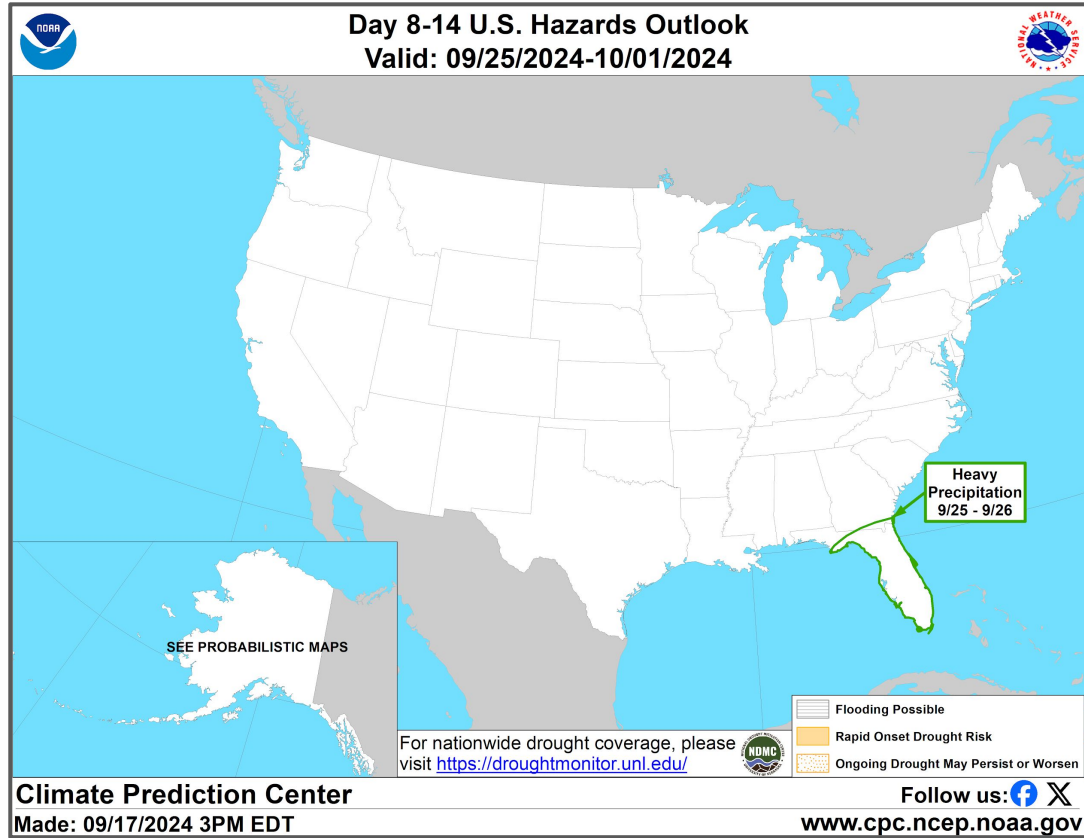 NOAA
Day 8-14 U.S. Hazards Outlook
Valid: 09/25/2024-10/01/2024
NATIONAL WEATHER SERVICE
Heavy
Precipitation
9/25 - 9/26
SEE PROBABILISTIC MAPS
For nationwide drought coverage, please
visit https://droughtmonitor.unl.edu/
NDMC
Flooding Possible
Rapid Onset Drought Risk
Ongoing Drought May Persist or Worsen
Climate Prediction Center
Follow us:
Made: 09/17/2024 3PM EDT
www.cpc.ncep.noaa.gov